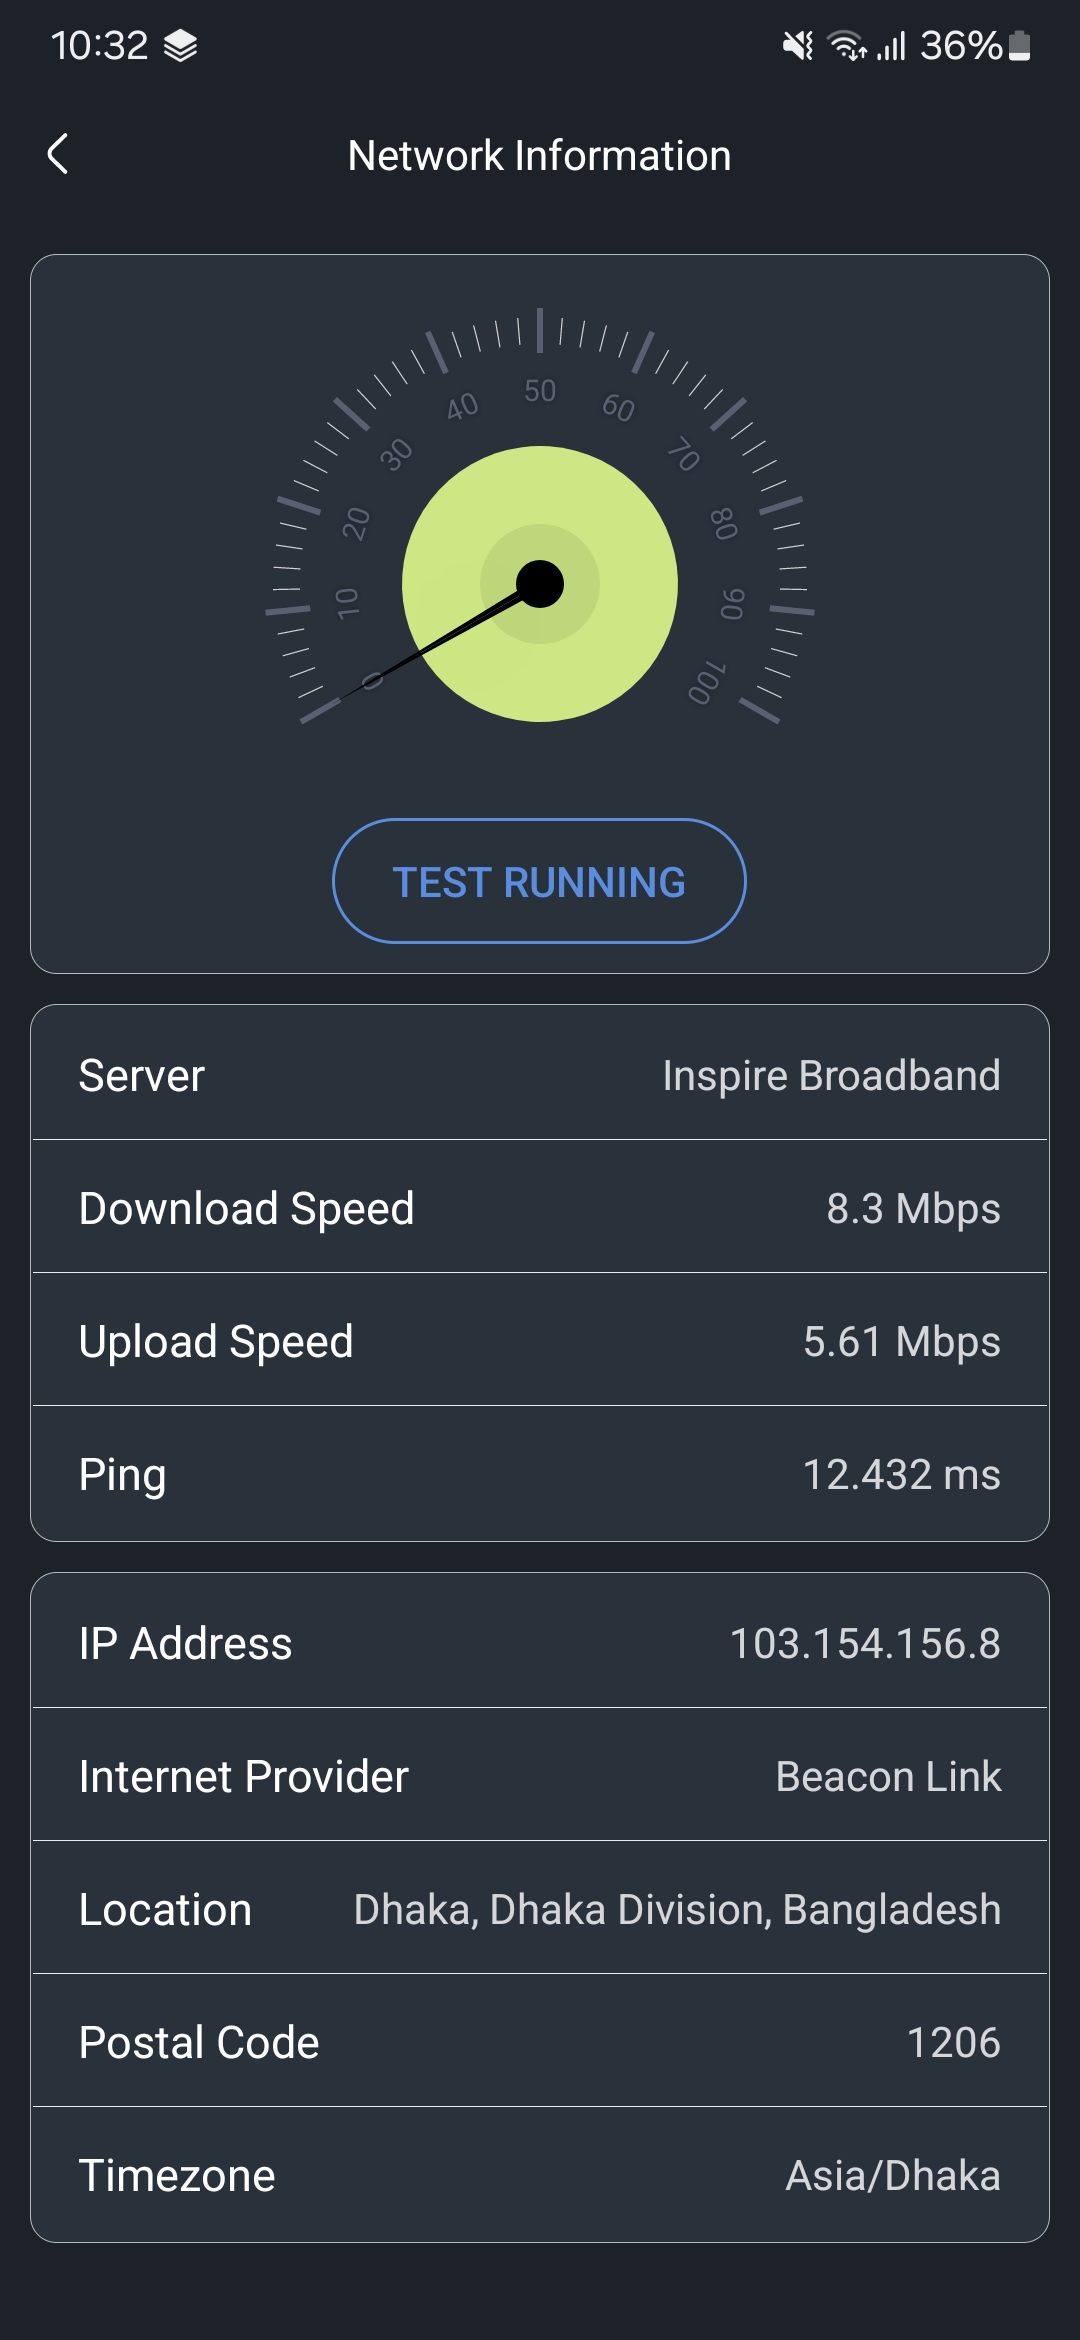 10:32 36%
Network Information
0
10
20
30
40
50
60
70
80
90
100
TEST RUNNING
Server Inspire Broadband
Download Speed 8.3 Mbps
Upload Speed 5.61 Mbps
Ping 12.432 ms
IP Address 103.154.156.8
Internet Provider Beacon Link
Location Dhaka, Dhaka Division, Bangladesh
Postal Code 1206
Timezone Asia/Dhaka